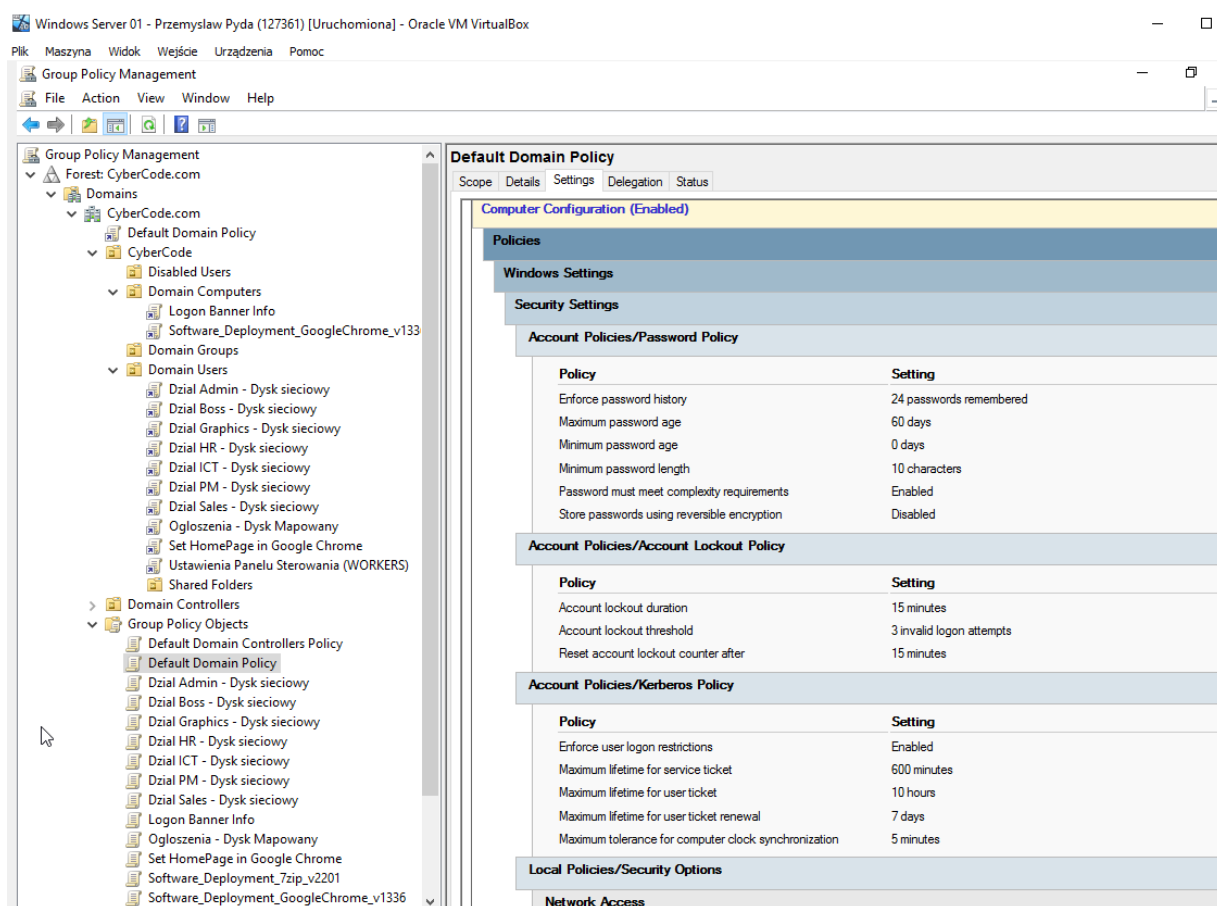 Windows Server 01 - Przemyslaw Pyda (127361) [Uruchomiona] - Oracle VM VirtualBox
Plik Maszyna Widok Wejście Urządzenia Pomoc
Group Policy Management
File Action View Window Help
Group Policy Management
Forest: CyberCode.com
Domains
CyberCode.com
Default Domain Policy
CyberCode
Disabled Users
Domain Computers
Logon Banner Info
Software_Deployment_GoogleChrome_v133
Domain Groups
Domain Users
Dzial Admin - Dysk sieciowy
Dzial Boss - Dysk sieciowy
Dzial Graphics - Dysk sieciowy
Dzial HR - Dysk sieciowy
Dzial ICT - Dysk sieciowy
Dzial PM - Dysk sieciowy
Dzial Sales - Dysk sieciowy
Ogloszenia - Dysk Mapowany
Set HomePage in Google Chrome
Ustawienia Panelu Sterowania (WORKERS)
Shared Folders
Domain Controllers
Group Policy Objects
Default Domain Controllers Policy
Default Domain Policy
Dzial Admin - Dysk sieciowy
Dzial Boss - Dysk sieciowy
Dzial Graphics - Dysk sieciowy
Dzial HR - Dysk sieciowy
Dzial ICT - Dysk sieciowy
Dzial PM - Dysk sieciowy
Dzial Sales - Dysk sieciowy
Logon Banner Info
Ogloszenia - Dysk Mapowany
Set HomePage in Google Chrome
Software_Deployment_7zip_v2201
Software_Deployment_GoogleChrome_v1336
Default Domain Policy
Scope Details Settings Delegation Status
Computer Configuration (Enabled)
Policies
Windows Settings
Security Settings
Account Policies/Password Policy
Policy Setting
Enforce password history 24 passwords remembered
Maximum password age 60 days
Minimum password age 0 days
Minimum password length 10 characters
Password must meet complexity requirements Enabled
Store passwords using reversible encryption Disabled
Account Policies/Account Lockout Policy
Policy Setting
Account lockout duration 15 minutes
Account lockout threshold 3 invalid logon attempts
Reset account lockout counter after 15 minutes
Account Policies/Kerberos Policy
Policy Setting
Enforce user logon restrictions Enabled
Maximum lifetime for service ticket 600 minutes
Maximum lifetime for user ticket 10 hours
Maximum lifetime for user ticket renewal 7 days
Maximum tolerance for computer clock synchronization 5 minutes
Local Policies/Security Options
Network Access